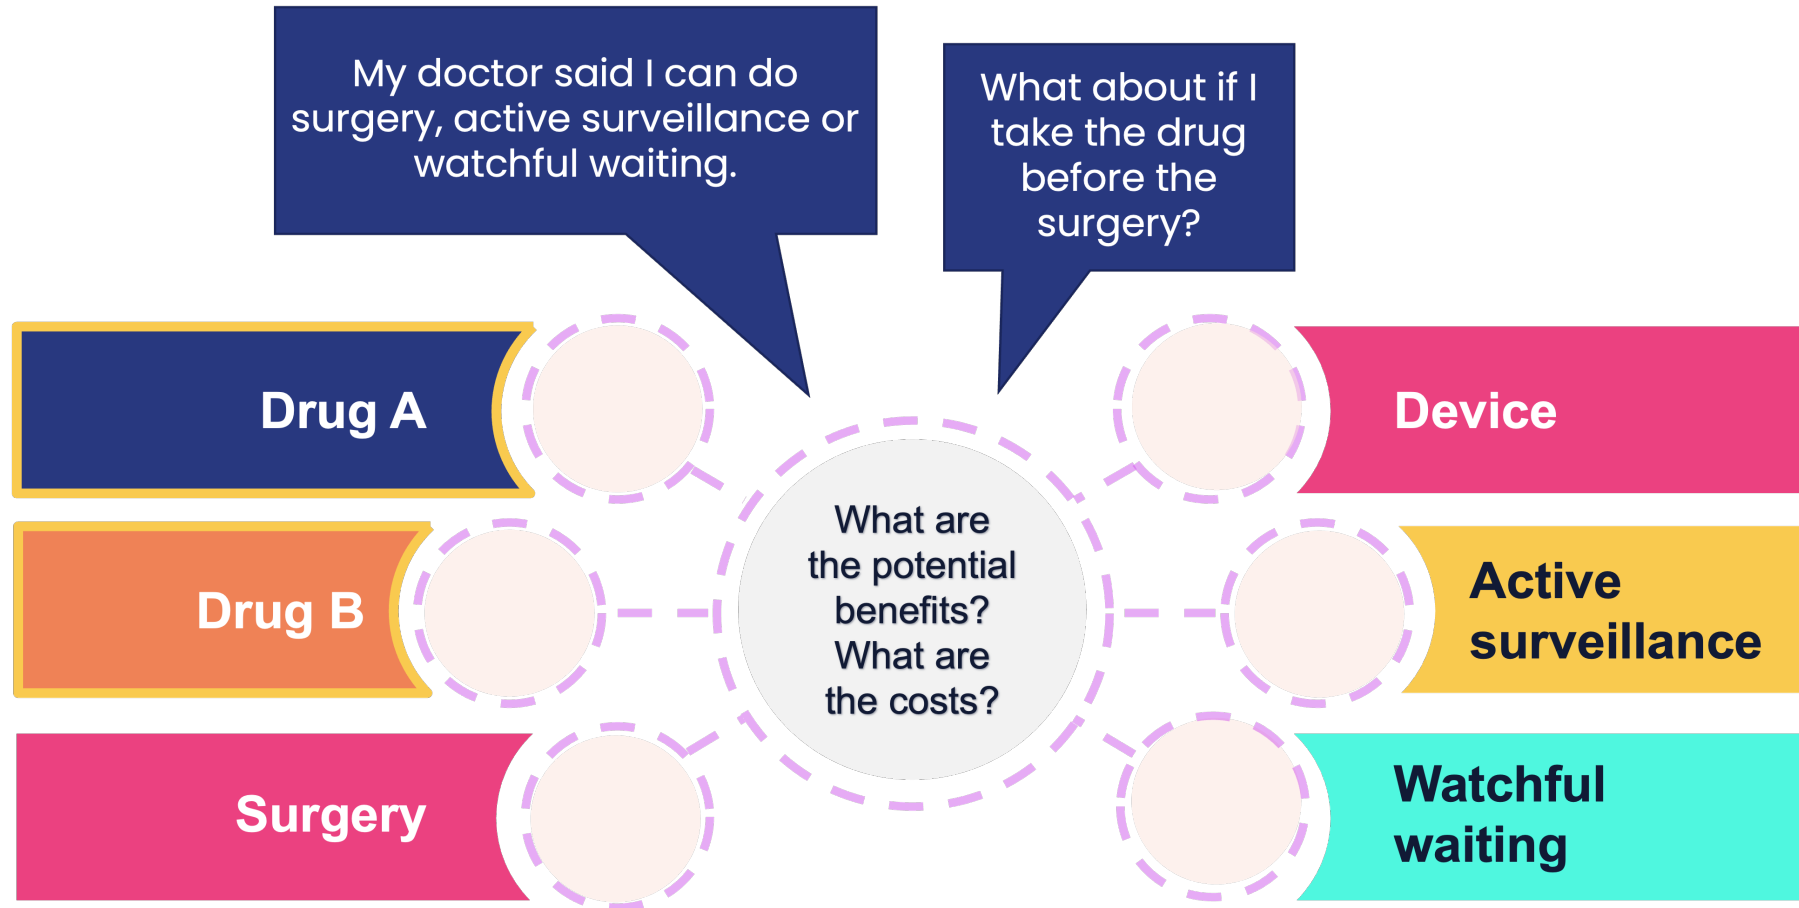 My doctor said I can do
surgery, active surveillance or
watchful waiting.
What about if I
take the drug
before the
surgery?
Drug A
Drug B
Surgery
What are
the potential
benefits?
What are
the costs?
Device
Active
surveillance
Watchful
waiting